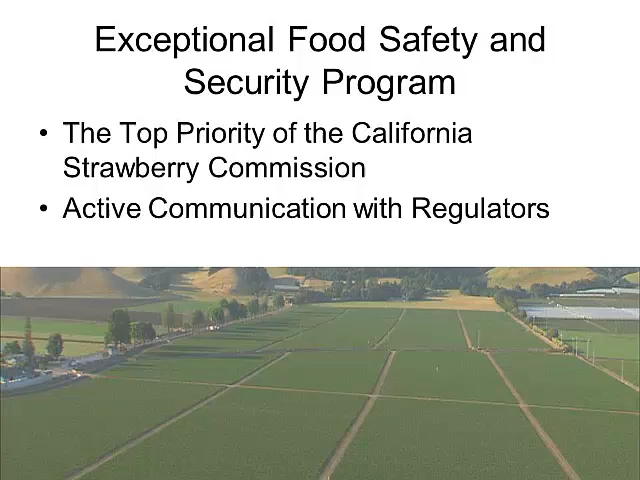 Exceptional Food Safety and
Security Program
• The Top Priority of the California
Strawberry Commission
• Active Communication with Regulators